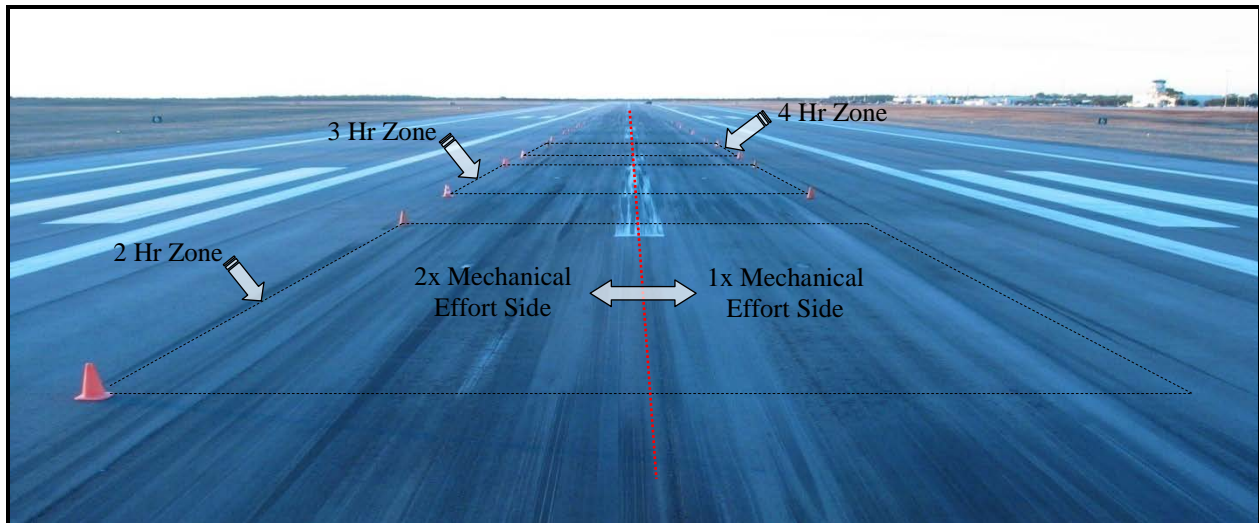 4 Hr Zone
3 Hr Zone
2 Hr Zone
2x Mechanical
Effort Side
1x Mechanical
Effort Side